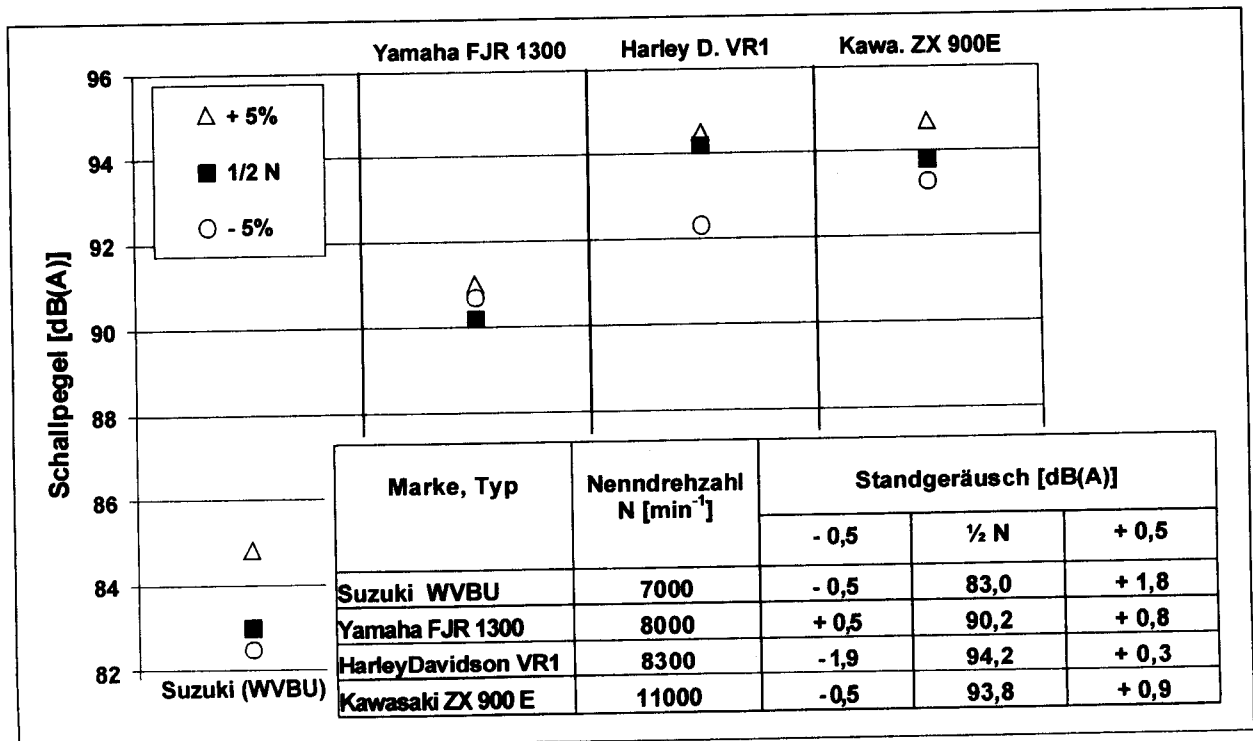 Yamaha FJR 1300 Harley D. VR1 Kawa. ZX 900E
Schallpegel [dB(A)]
96
94
92
90
88
86
84
82
+ 5%
1/2 N
- 5%
Suzuki (WVBU)
Marke, Typ Nenndrehzahl N [min⁻¹] Standgeräusch [dB(A)]
- 0,5 ½ N + 0,5
Suzuki WVBU 7000 - 0,5 83,0 + 1,8
Yamaha FJR 1300 8000 + 0,5 90,2 + 0,8
HarleyDavidson VR1 8300 -1,9 94,2 + 0,3
Kawasaki ZX 900 E 11000 -0,5 93,8 + 0,9